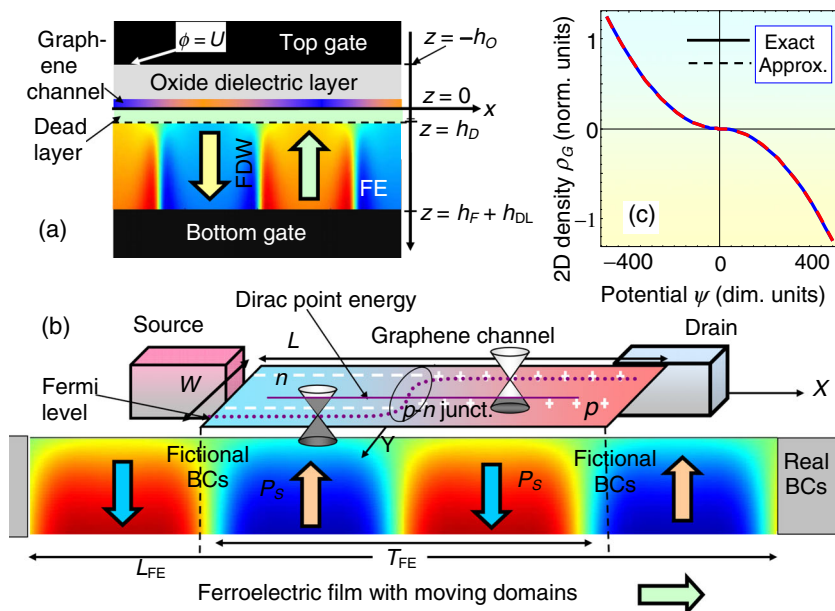 (a)
Graph-
ene
channel
ϕ = U
Top gate
z = −h_O
Oxide dielectric layer
z = 0
x
Dead
layer
z = h_D
FDW
FE
z = h_F + h_DL
Bottom gate
(c)
2D density ρ_G (norm. units)
1
0
−1
Exact
Approx.
−400
0
400
Potential ψ (dim. units)
(b)
Dirac point energy
Source
L
Graphene channel
Drain
W
n
Fermi
level
p-n junct.
p
X
Y
Fictional
BCs
P_S
P_S
Fictional
BCs
Real
BCs
L_FE
T_FE
Ferroelectric film with moving domains